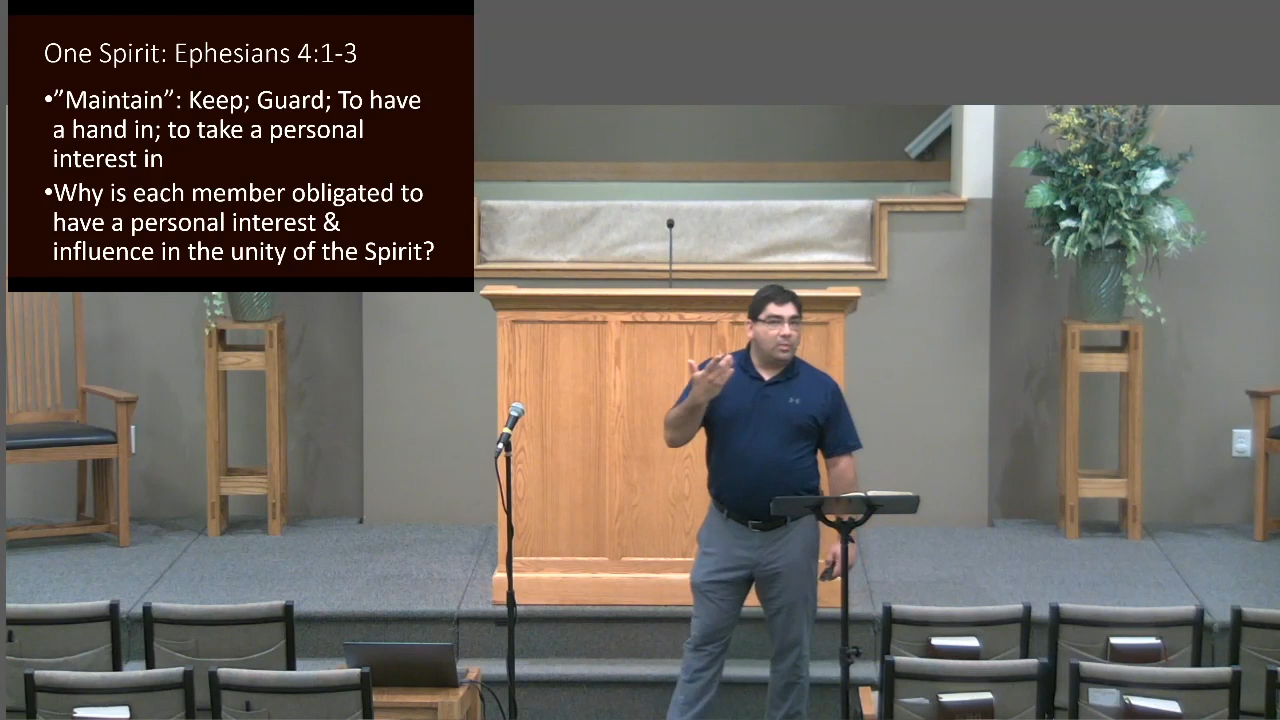 One Spirit: Ephesians 4:1-3
•”Maintain”: Keep; Guard; To have
a hand in; to take a personal
interest in
•Why is each member obligated to
have a personal interest &
influence in the unity of the Spirit?